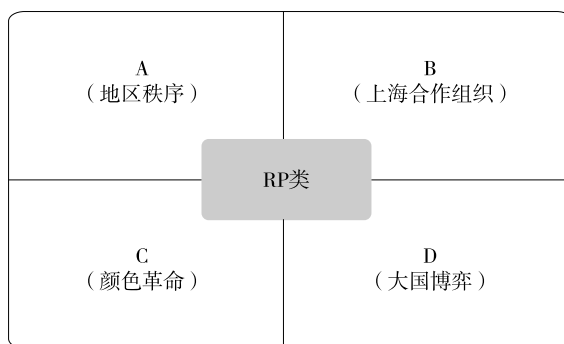 A
（地区秩序）
B
（上海合作组织）
RP类
C
（颜色革命）
D
（大国博弈）